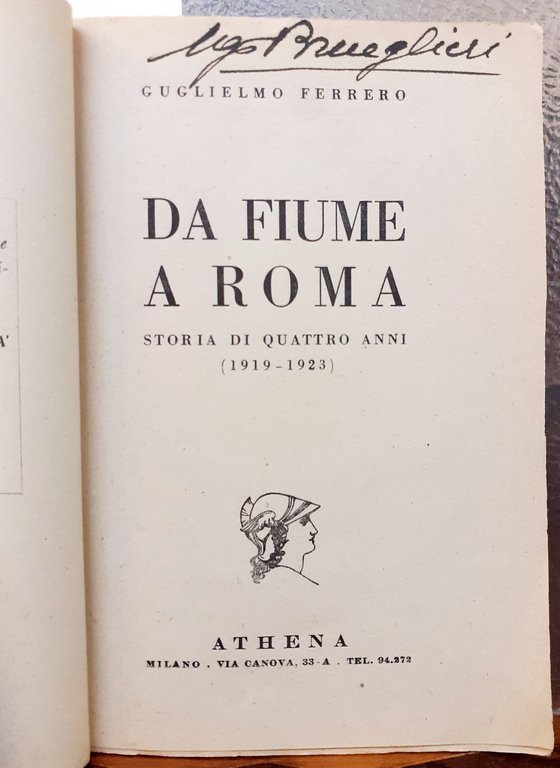 Ugo
GUGLIELMO FERRERO
DA FIUME
A ROMA
STORIA DI QUATTRO ANNI
(1919-1923)
ATHENA
MILANO . VIA CANOVA, 33-A . TEL. 94.272